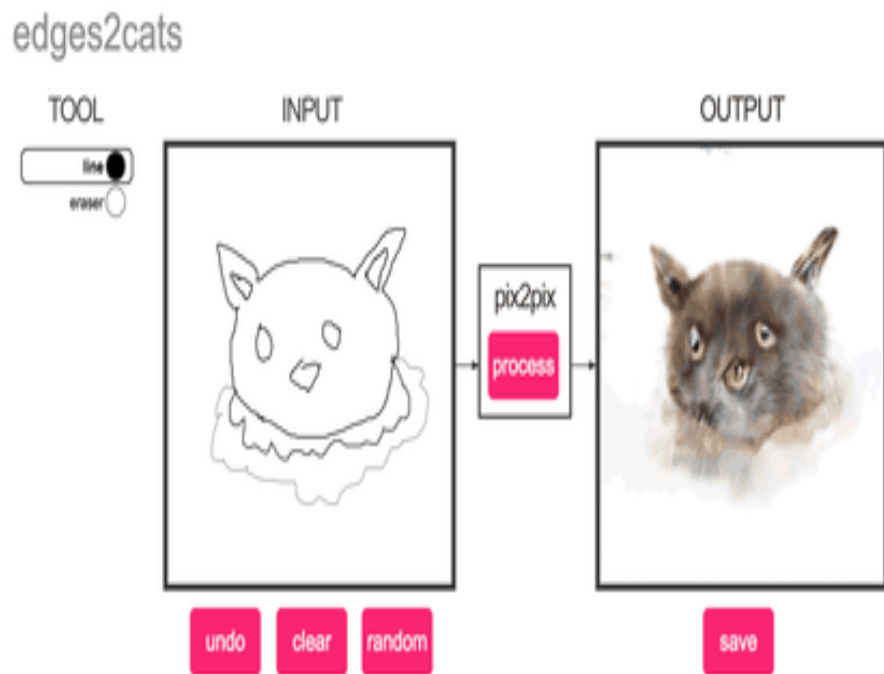 edges2cats
TOOL
INPUT
OUTPUT
line
eraser
pix2pix
process
undo
clear
random
save